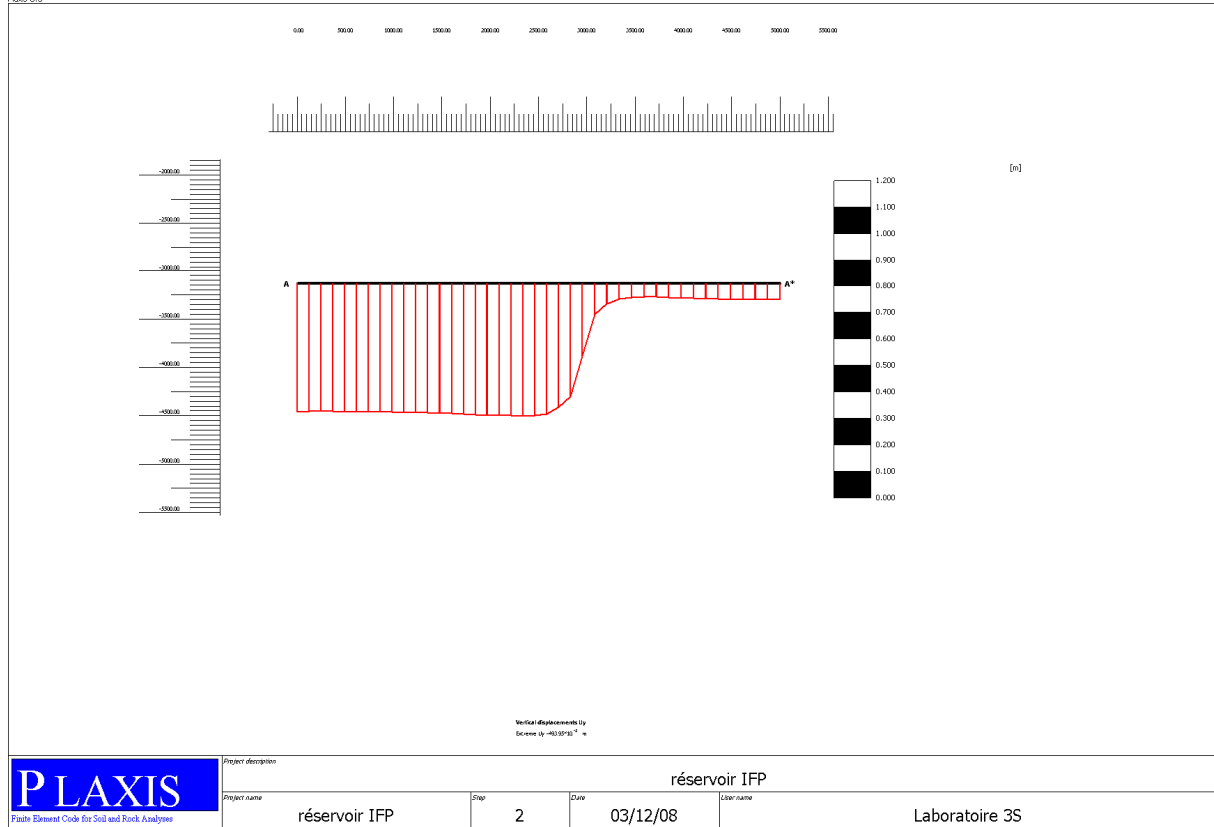 0.00 500.00 1000.00 1500.00 2000.00 2500.00 3000.00 3500.00 4000.00 4500.00 5000.00 5500.00
-2000.00
-2500.00
-3000.00
-3500.00
-4000.00
-4500.00
-5000.00
-5500.00
A
A*
[m]
1.200
1.100
1.000
0.900
0.800
0.700
0.600
0.500
0.400
0.300
0.200
0.100
0.000
Vertical displacements Uy
PLAXIS
Finite Element Code for Soil and Rock Analyses
Project description
réservoir IFP
Project name
réservoir IFP
Step
2
Date
03/12/08
User name
Laboratoire 3S